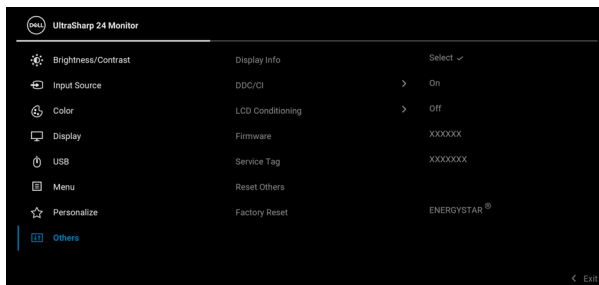 DELL UltraSharp 24 Monitor
Brightness/Contrast Display Info Select ✓
Input Source DDC/CI > On
Color LCD Conditioning > Off
Display Firmware XXXXXX
USB Service Tag XXXXXXX
Menu Reset Others
Personalize Factory Reset ENERGYSTAR ®
Others
< Exit